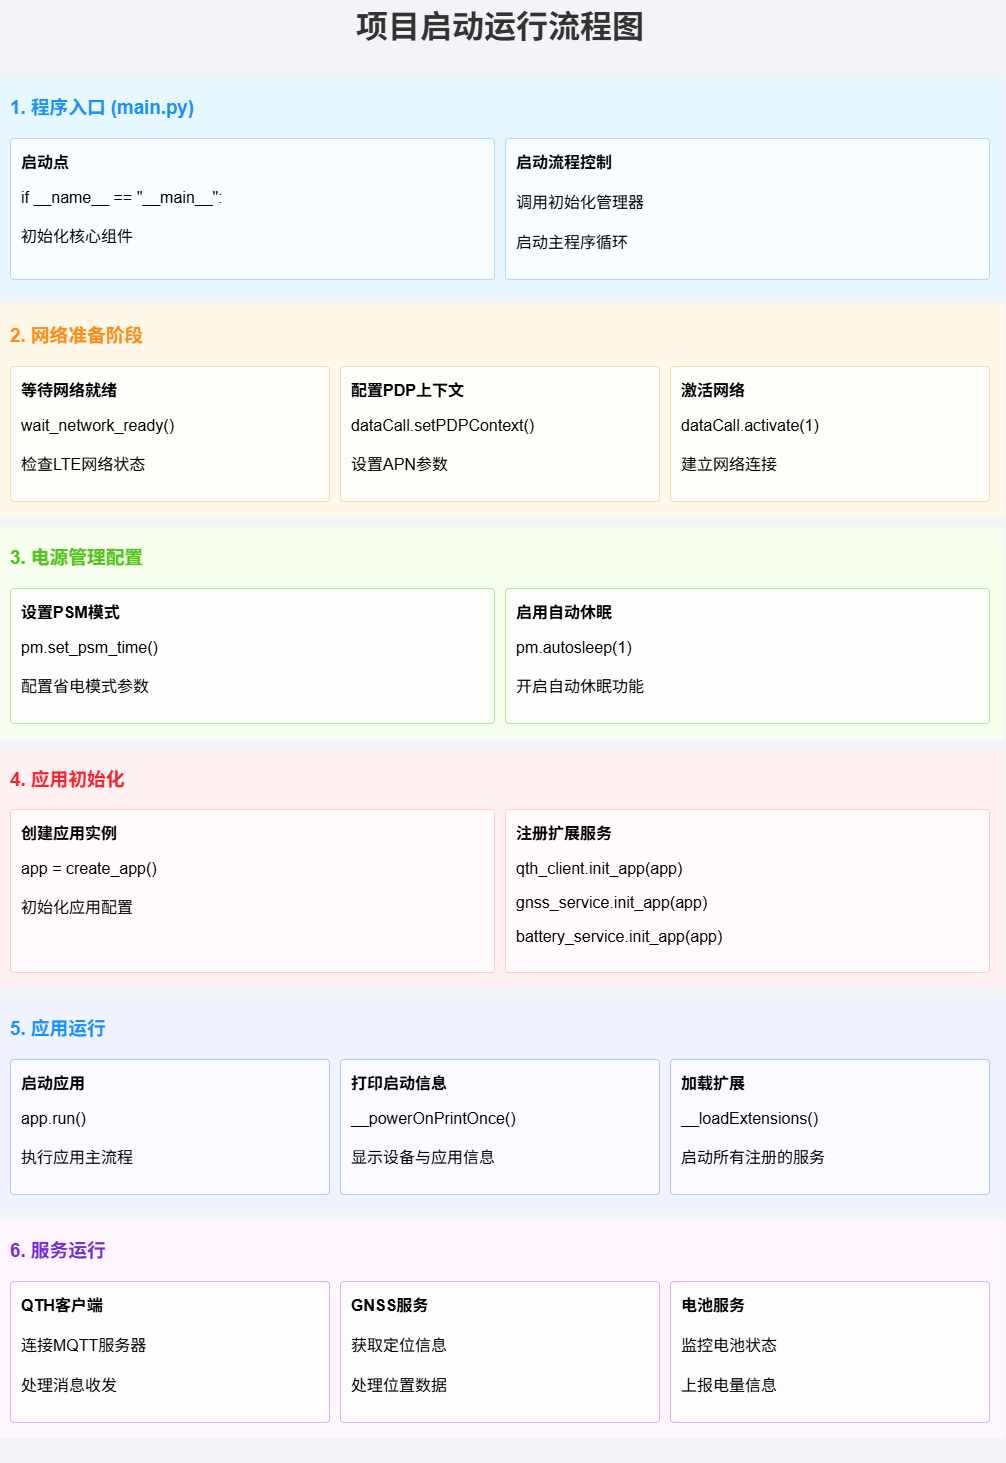 项目启动运行流程图
1. 程序入口 (main.py)
启动点
if __name__ == "__main__":
初始化核心组件
启动流程控制
调用初始化管理器
启动主程序循环
2. 网络准备阶段
等待网络就绪
wait_network_ready()
检查LTE网络状态
配置PDP上下文
dataCall.setPDPContext()
设置APN参数
激活网络
dataCall.activate(1)
建立网络连接
3. 电源管理配置
设置PSM模式
pm.set_psm_time()
配置省电模式参数
启用自动休眠
pm.autosleep(1)
开启自动休眠功能
4. 应用初始化
创建应用实例
app = create_app()
初始化应用配置
注册扩展服务
qth_client.init_app(app)
gnss_service.init_app(app)
battery_service.init_app(app)
5. 应用运行
启动应用
app.run()
执行应用主流程
打印启动信息
__powerOnPrintOnce()
显示设备与应用信息
加载扩展
__loadExtensions()
启动所有注册的服务
6. 服务运行
QTH客户端
连接MQTT服务器
处理消息收发
GNSS服务
获取定位信息
处理位置数据
电池服务
监控电池状态
上报电量信息